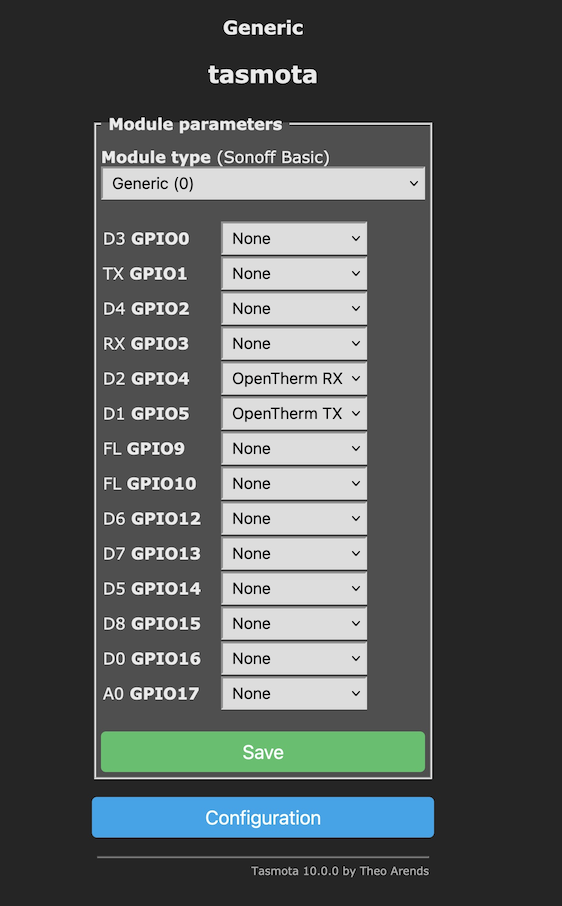 Generic
tasmota
Module parameters
Module type (Sonoff Basic)
Generic (0)
D3 GPIO0 None
TX GPIO1 None
D4 GPIO2 None
RX GPIO3 None
D2 GPIO4 OpenTherm RX
D1 GPIO5 OpenTherm TX
FL GPIO9 None
FL GPIO10 None
D6 GPIO12 None
D7 GPIO13 None
D5 GPIO14 None
D8 GPIO15 None
D0 GPIO16 None
A0 GPIO17 None
Save
Configuration
Tasmota 10.0.0 by Theo Arends